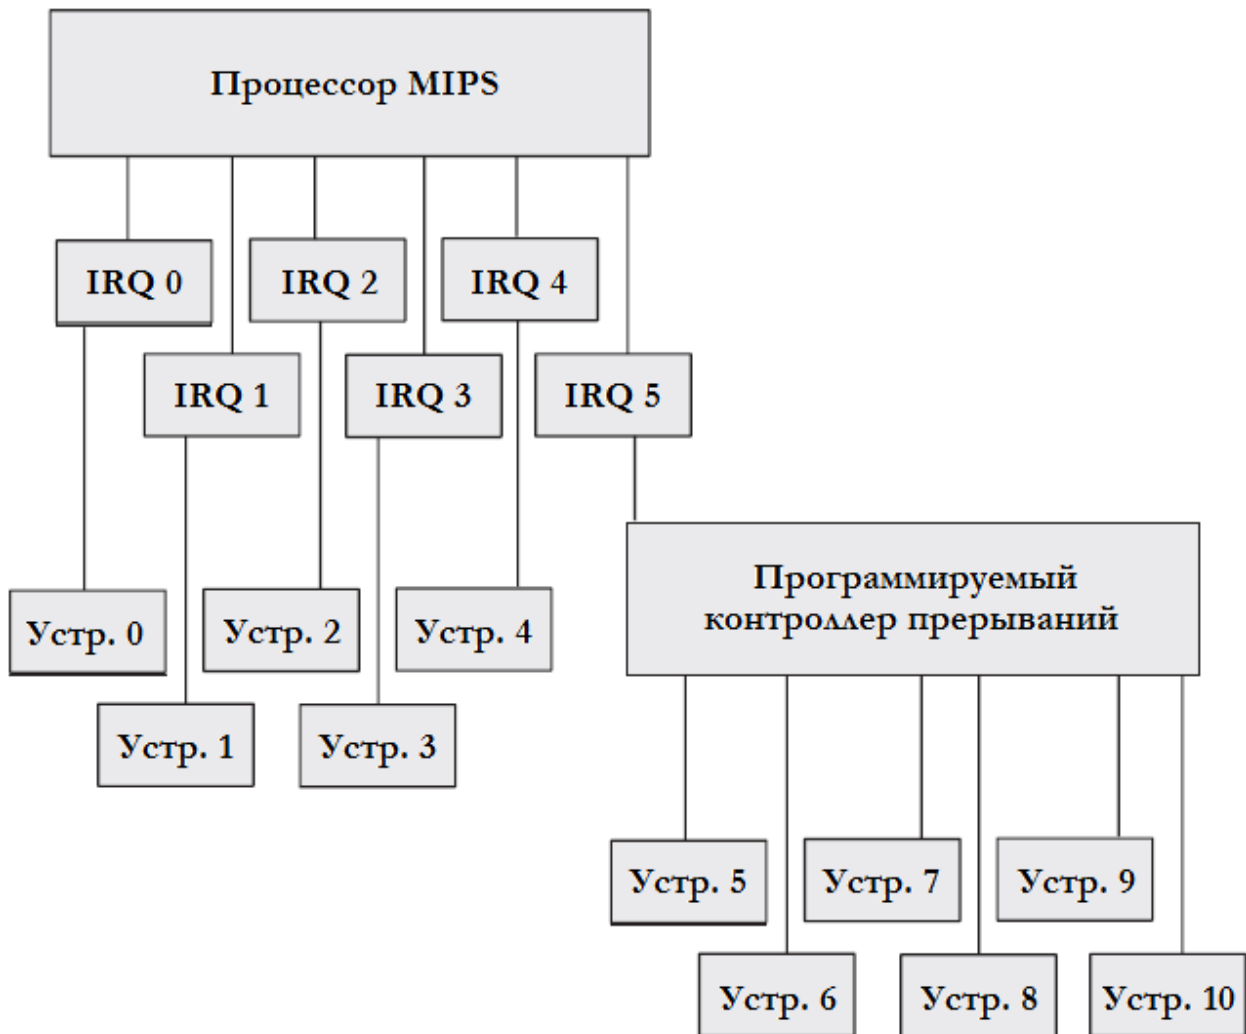 Процессор MIPS
IRQ 0
IRQ 2
IRQ 4
IRQ 1
IRQ 3
IRQ 5
Программируемый
контроллер прерываний
Устр. 0
Устр. 2
Устр. 4
Устр. 1
Устр. 3
Устр. 5
Устр. 7
Устр. 9
Устр. 6
Устр. 8
Устр. 10